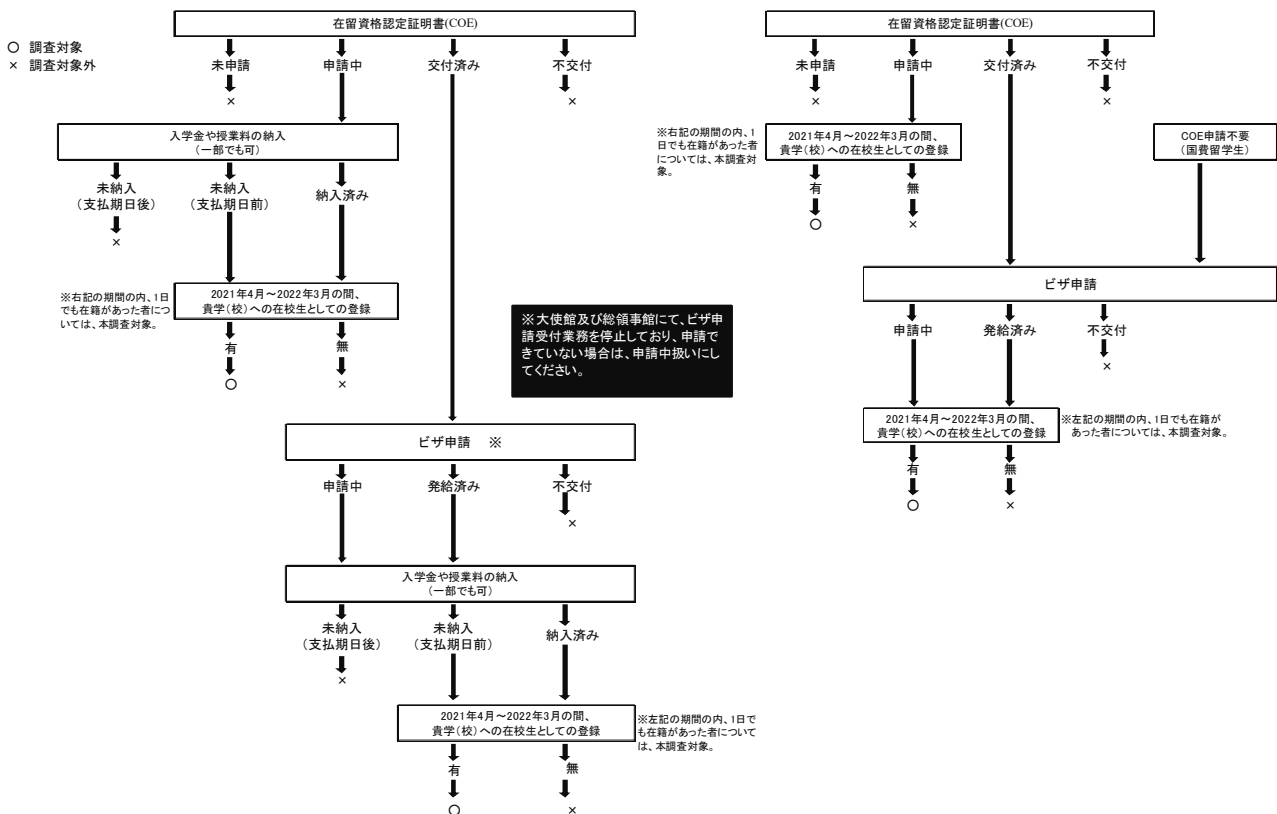 在留資格認定証明書(COE)
○ 調査対象
× 調査対象外
未申請
申請中
交付済み
不交付
×
×
入学金や授業料の納入
(一部でも可)
未納入
(支払期日後)
未納入
(支払期日前)
納入済み
×
※右記の期間の内、1日
でも在籍があった者につ
いては、本調査対象。
2021年4月～2022年3月の間、
貴学(校)への在校生としての登録
有
無
○
×
※大使館及び総領事館にて、ビザ申
請受付業務を停止しており、申請で
きていない場合は、申請中扱いにし
てください。
ビザ申請 ※
申請中
発給済み
不交付
×
入学金や授業料の納入
(一部でも可)
未納入
(支払期日後)
未納入
(支払期日前)
納入済み
×
2021年4月～2022年3月の間、
貴学(校)への在校生としての登録
※左記の期間の内、1日で
も在籍があった者につい
ては、本調査対象。
有
無
○
×
在留資格認定証明書(COE)
未申請
申請中
交付済み
不交付
×
×
※右記の期間の内、1
日でも在籍があった者
については、本調査対
象。
2021年4月～2022年3月の間、
貴学(校)への在校生としての登録
COE申請不要
(国費留学生)
有
無
○
×
ビザ申請
申請中
発給済み
不交付
×
2021年4月～2022年3月の間、
貴学(校)への在校生としての登録
※左記の期間の内、1日でも在籍が
あった者については、本調査対象。
有
無
○
×